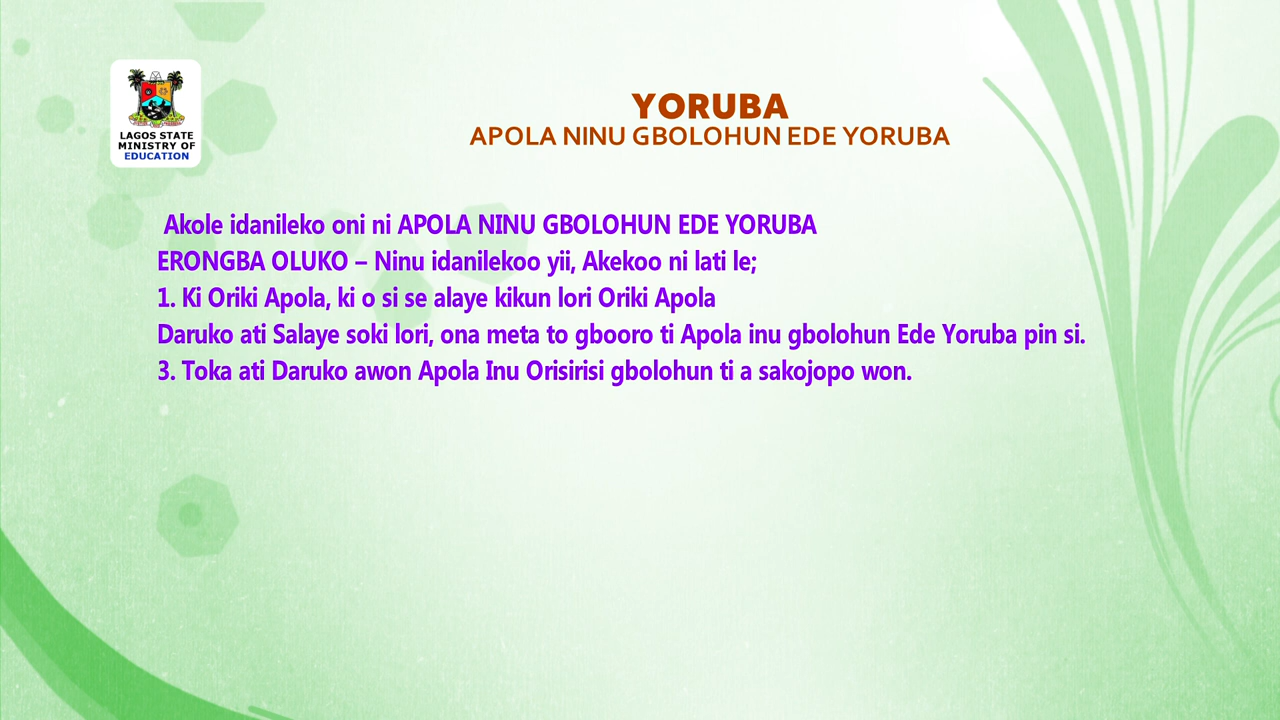 LAGOS STATE
MINISTRY OF
EDUCATION
YORUBA
APOLA NINU GBOLOHUN EDE YORUBA
Akole idanileko oni ni APOLA NINU GBOLOHUN EDE YORUBA
ERONGBA OLUKO – Ninu idanilekoo yii, Akekoo ni lati le;
1. Ki Oriki Apola, ki o si se alaye kikun lori Oriki Apola
Daruko ati Salaye soki lori, ona meta to gbooro ti Apola inu gbolohun Ede Yoruba pin si.
3. Toka ati Daruko awon Apola Inu Orisirisi gbolohun ti a sakojopo won.